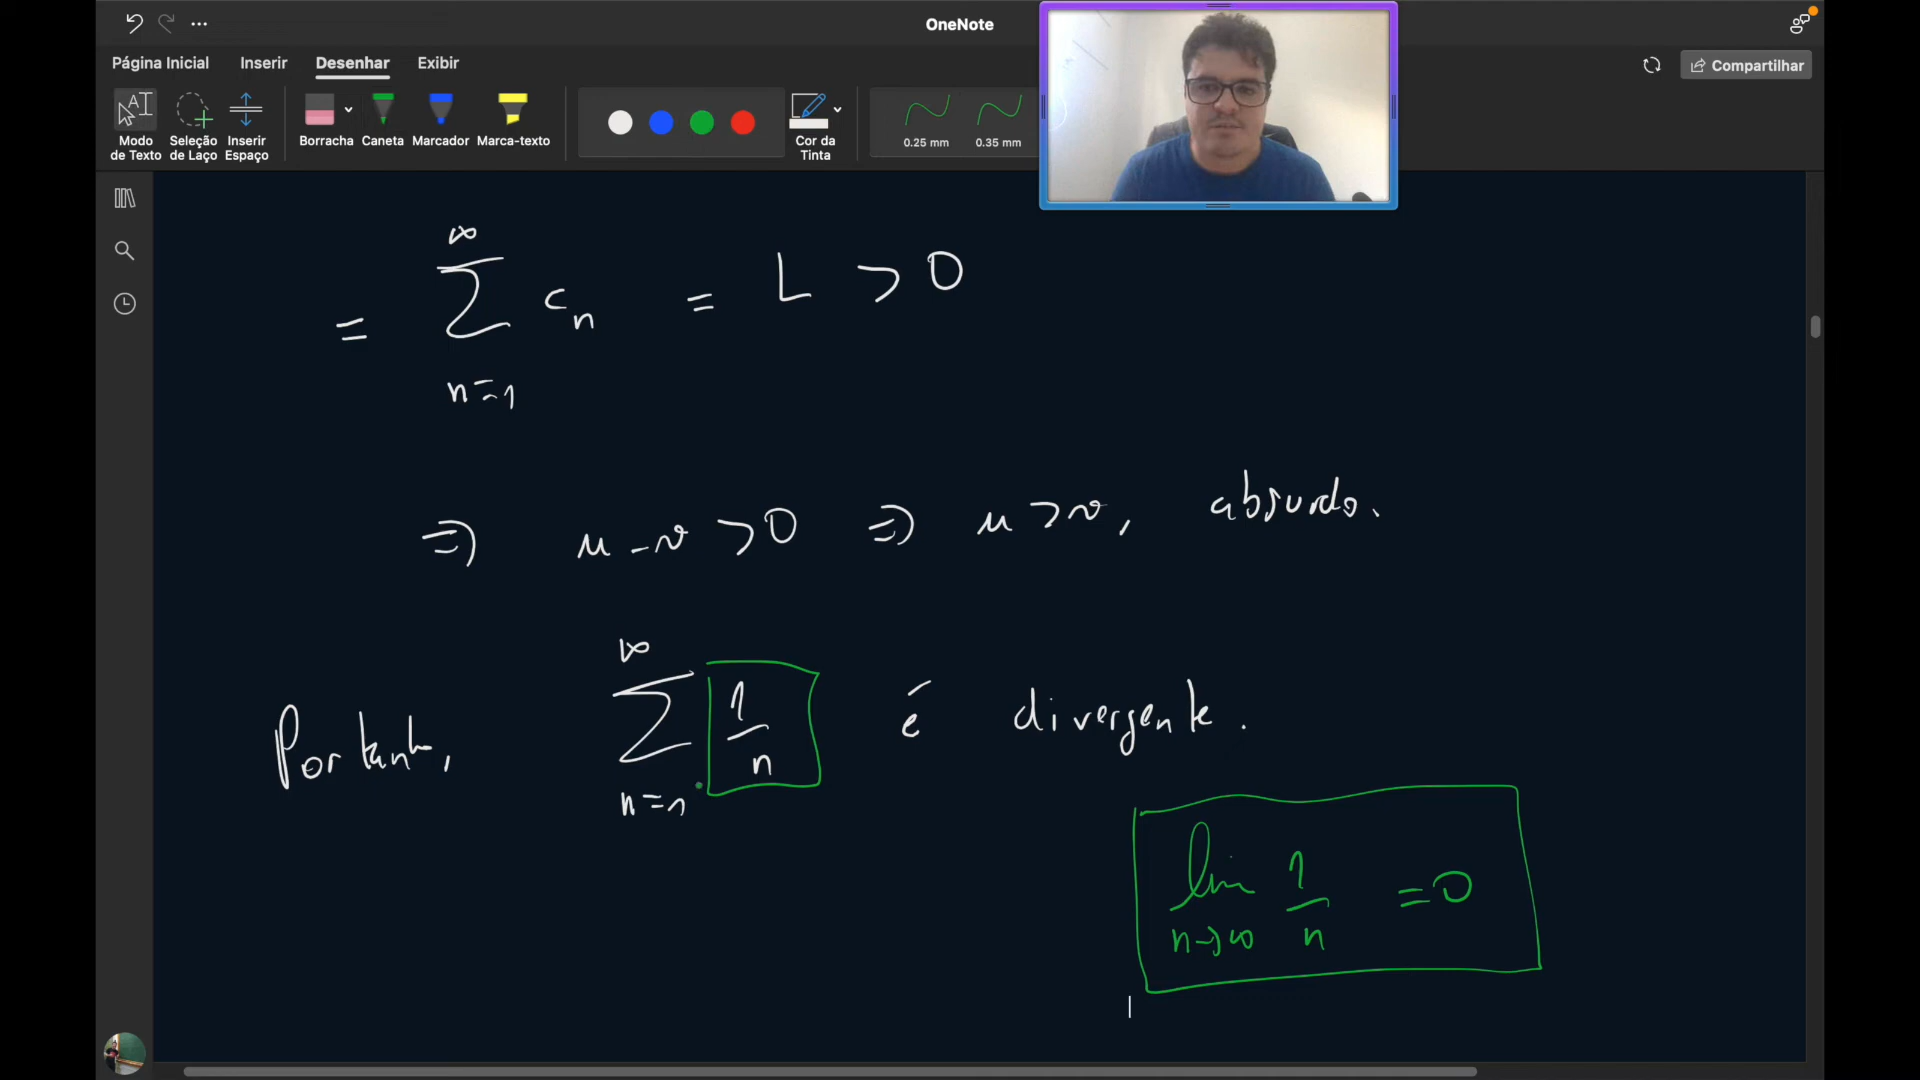 OneNote
Página Inicial Inserir Desenhar Exibir
Compartilhar
Modo de Texto Seleção de Laço Inserir Espaço Borracha Caneta Marcador Marca-texto Cor da Tinta 0.25 mm 0.35 mm
= ∑_{n=1}^{∞} c_n = L > 0
⇒ u - v > 0 ⇒ u > v, absurdo.
Portanto, ∑_{n=1}^{∞} 1/n é divergente.
lim_{n→∞} 1/n = 0